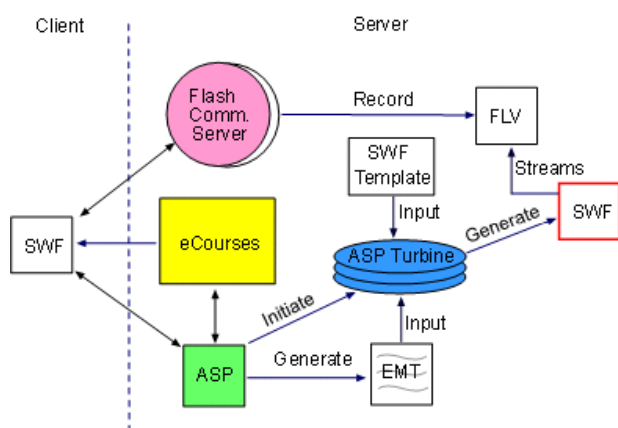 Client
Server
Flash
Comm.
Server
Record
FLV
SWF
Template
Streams
Input
Generate
SWF
SWF
eCourses
ASP Turbine
Initiate
Input
ASP
Generate
EMT